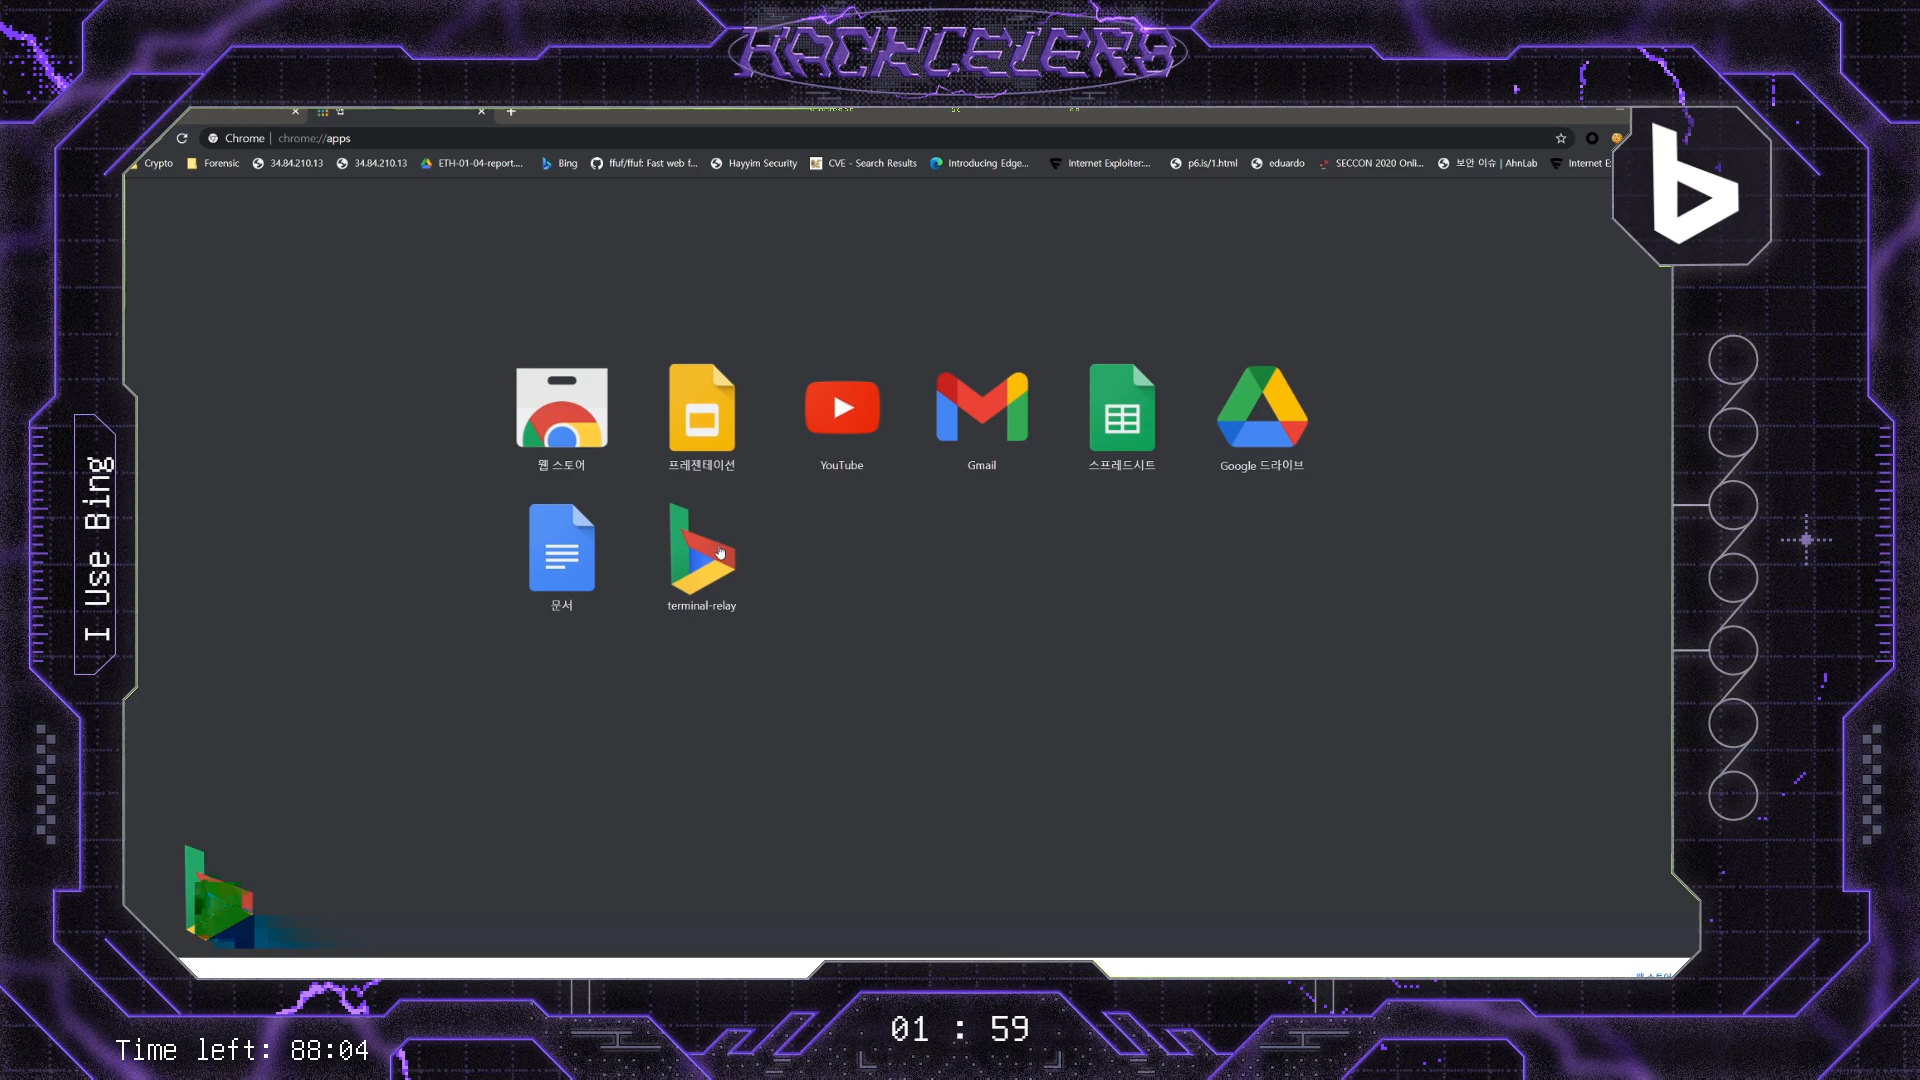 HACKCELER8
Chrome | chrome://apps
Crypto Forensic 34.84.210.13 34.84.210.13 ETH-01-04-report.... Bing ffuf/ffuf: Fast web f... Hayyim Security CVE - Search Results Introducing Edge... Internet Exploiter:... p6.is/1.html eduardo SECCON 2020 Onli... 보안 이슈 | AhnLab Internet E
웹 스토어 프레젠테이션 YouTube Gmail 스프레드시트 Google 드라이브
문서 terminal-relay
I Use Bing
01 : 59
Time left: 88:04